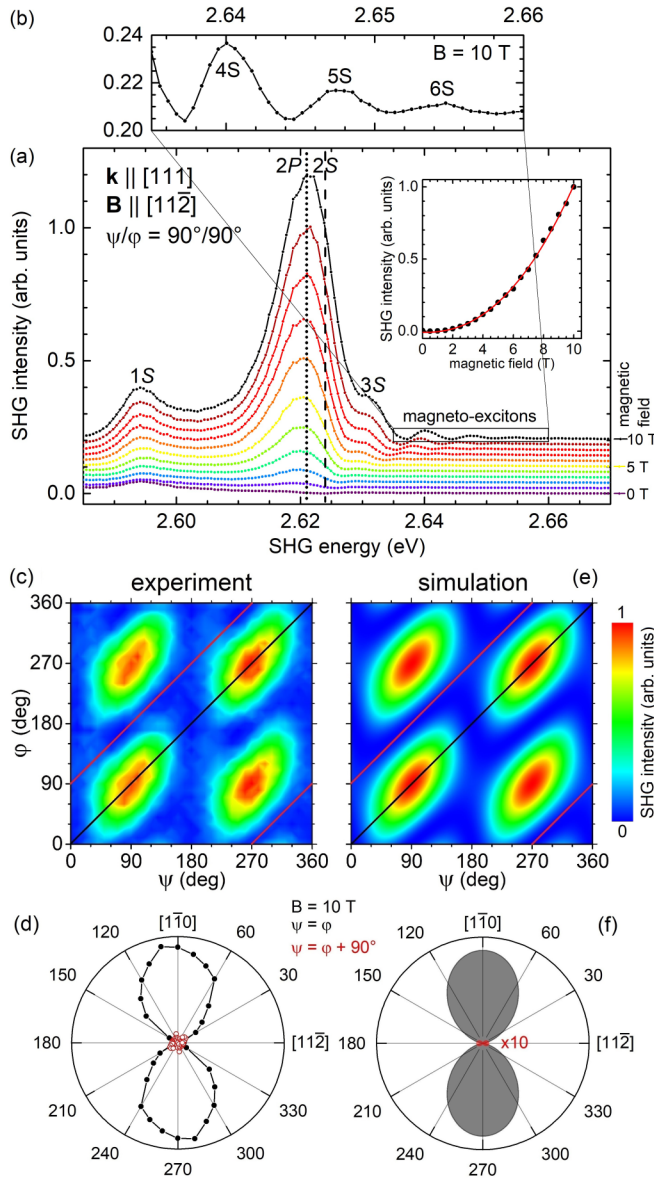 (b)
2.64 2.65 2.66
0.24
0.22
0.20
B = 10 T
4S
5S
6S
(a)
k || [111]
B || [112̅]
ψ/φ = 90°/90°
2P 2S
1S
3S
magneto-excitons
SHG intensity (arb. units)
1.0
0.5
0.0
2.60 2.62 2.64 2.66
SHG energy (eV)
SHG intensity (arb. units)
1.0
0.5
0.0
0 2 4 6 8 10
magnetic field (T)
magnetic field
10 T
5 T
0 T
(c) experiment
simulation (e)
φ (deg)
360
270
180
90
0
0 90 180 270 360
ψ (deg)
0 90 180 270 360
ψ (deg)
1
0
SHG intensity (arb. units)
(d)
B = 10 T
ψ = φ
ψ = φ + 90°
(f)
[11̅0]
120 60
150 30
180 [112̅]
210 330
240 300
270
[11̅0]
120 60
150 30
180 [112̅]
x10
210 330
240 300
270